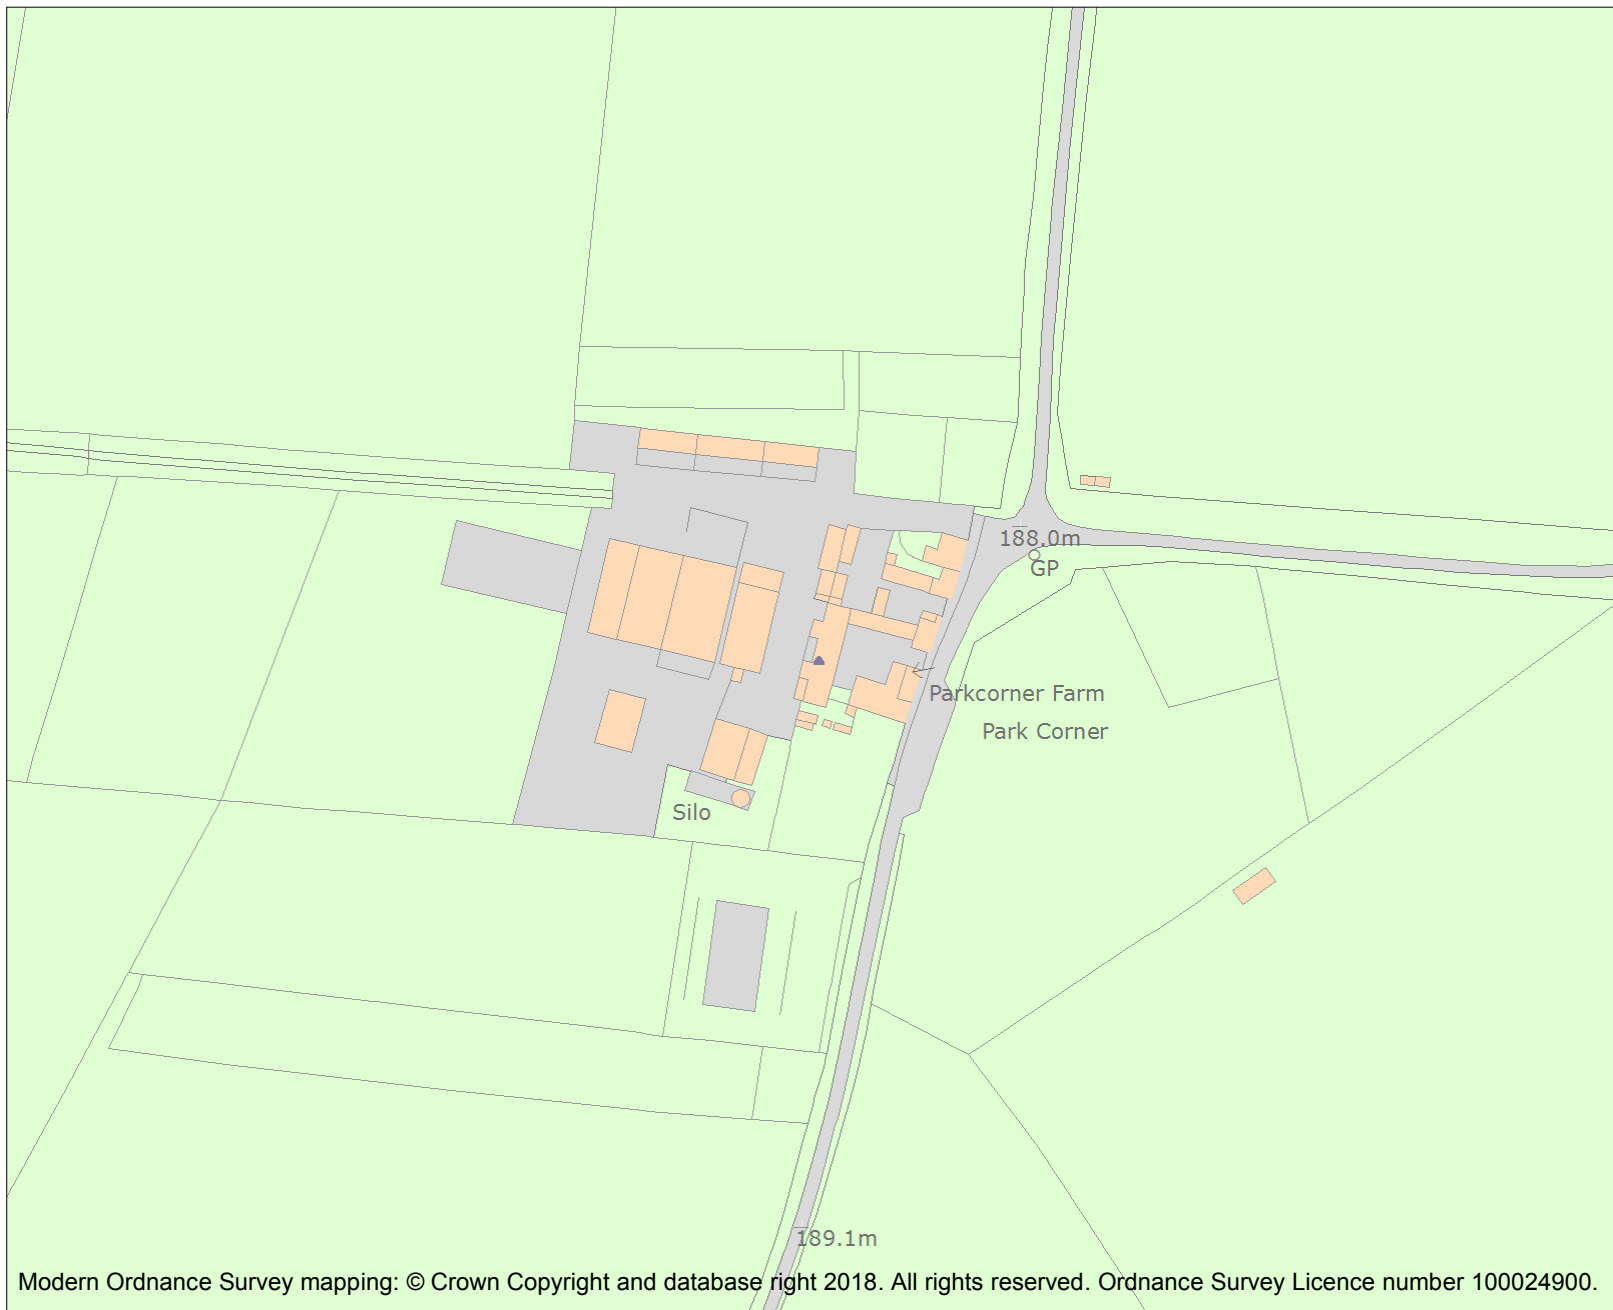 188.0m
GP
Parkcorner Farm
Park Corner
Silo
189.1m
Modern Ordnance Survey mapping: © Crown Copyright and database right 2018. All rights reserved. Ordnance Survey Licence number 100024900.